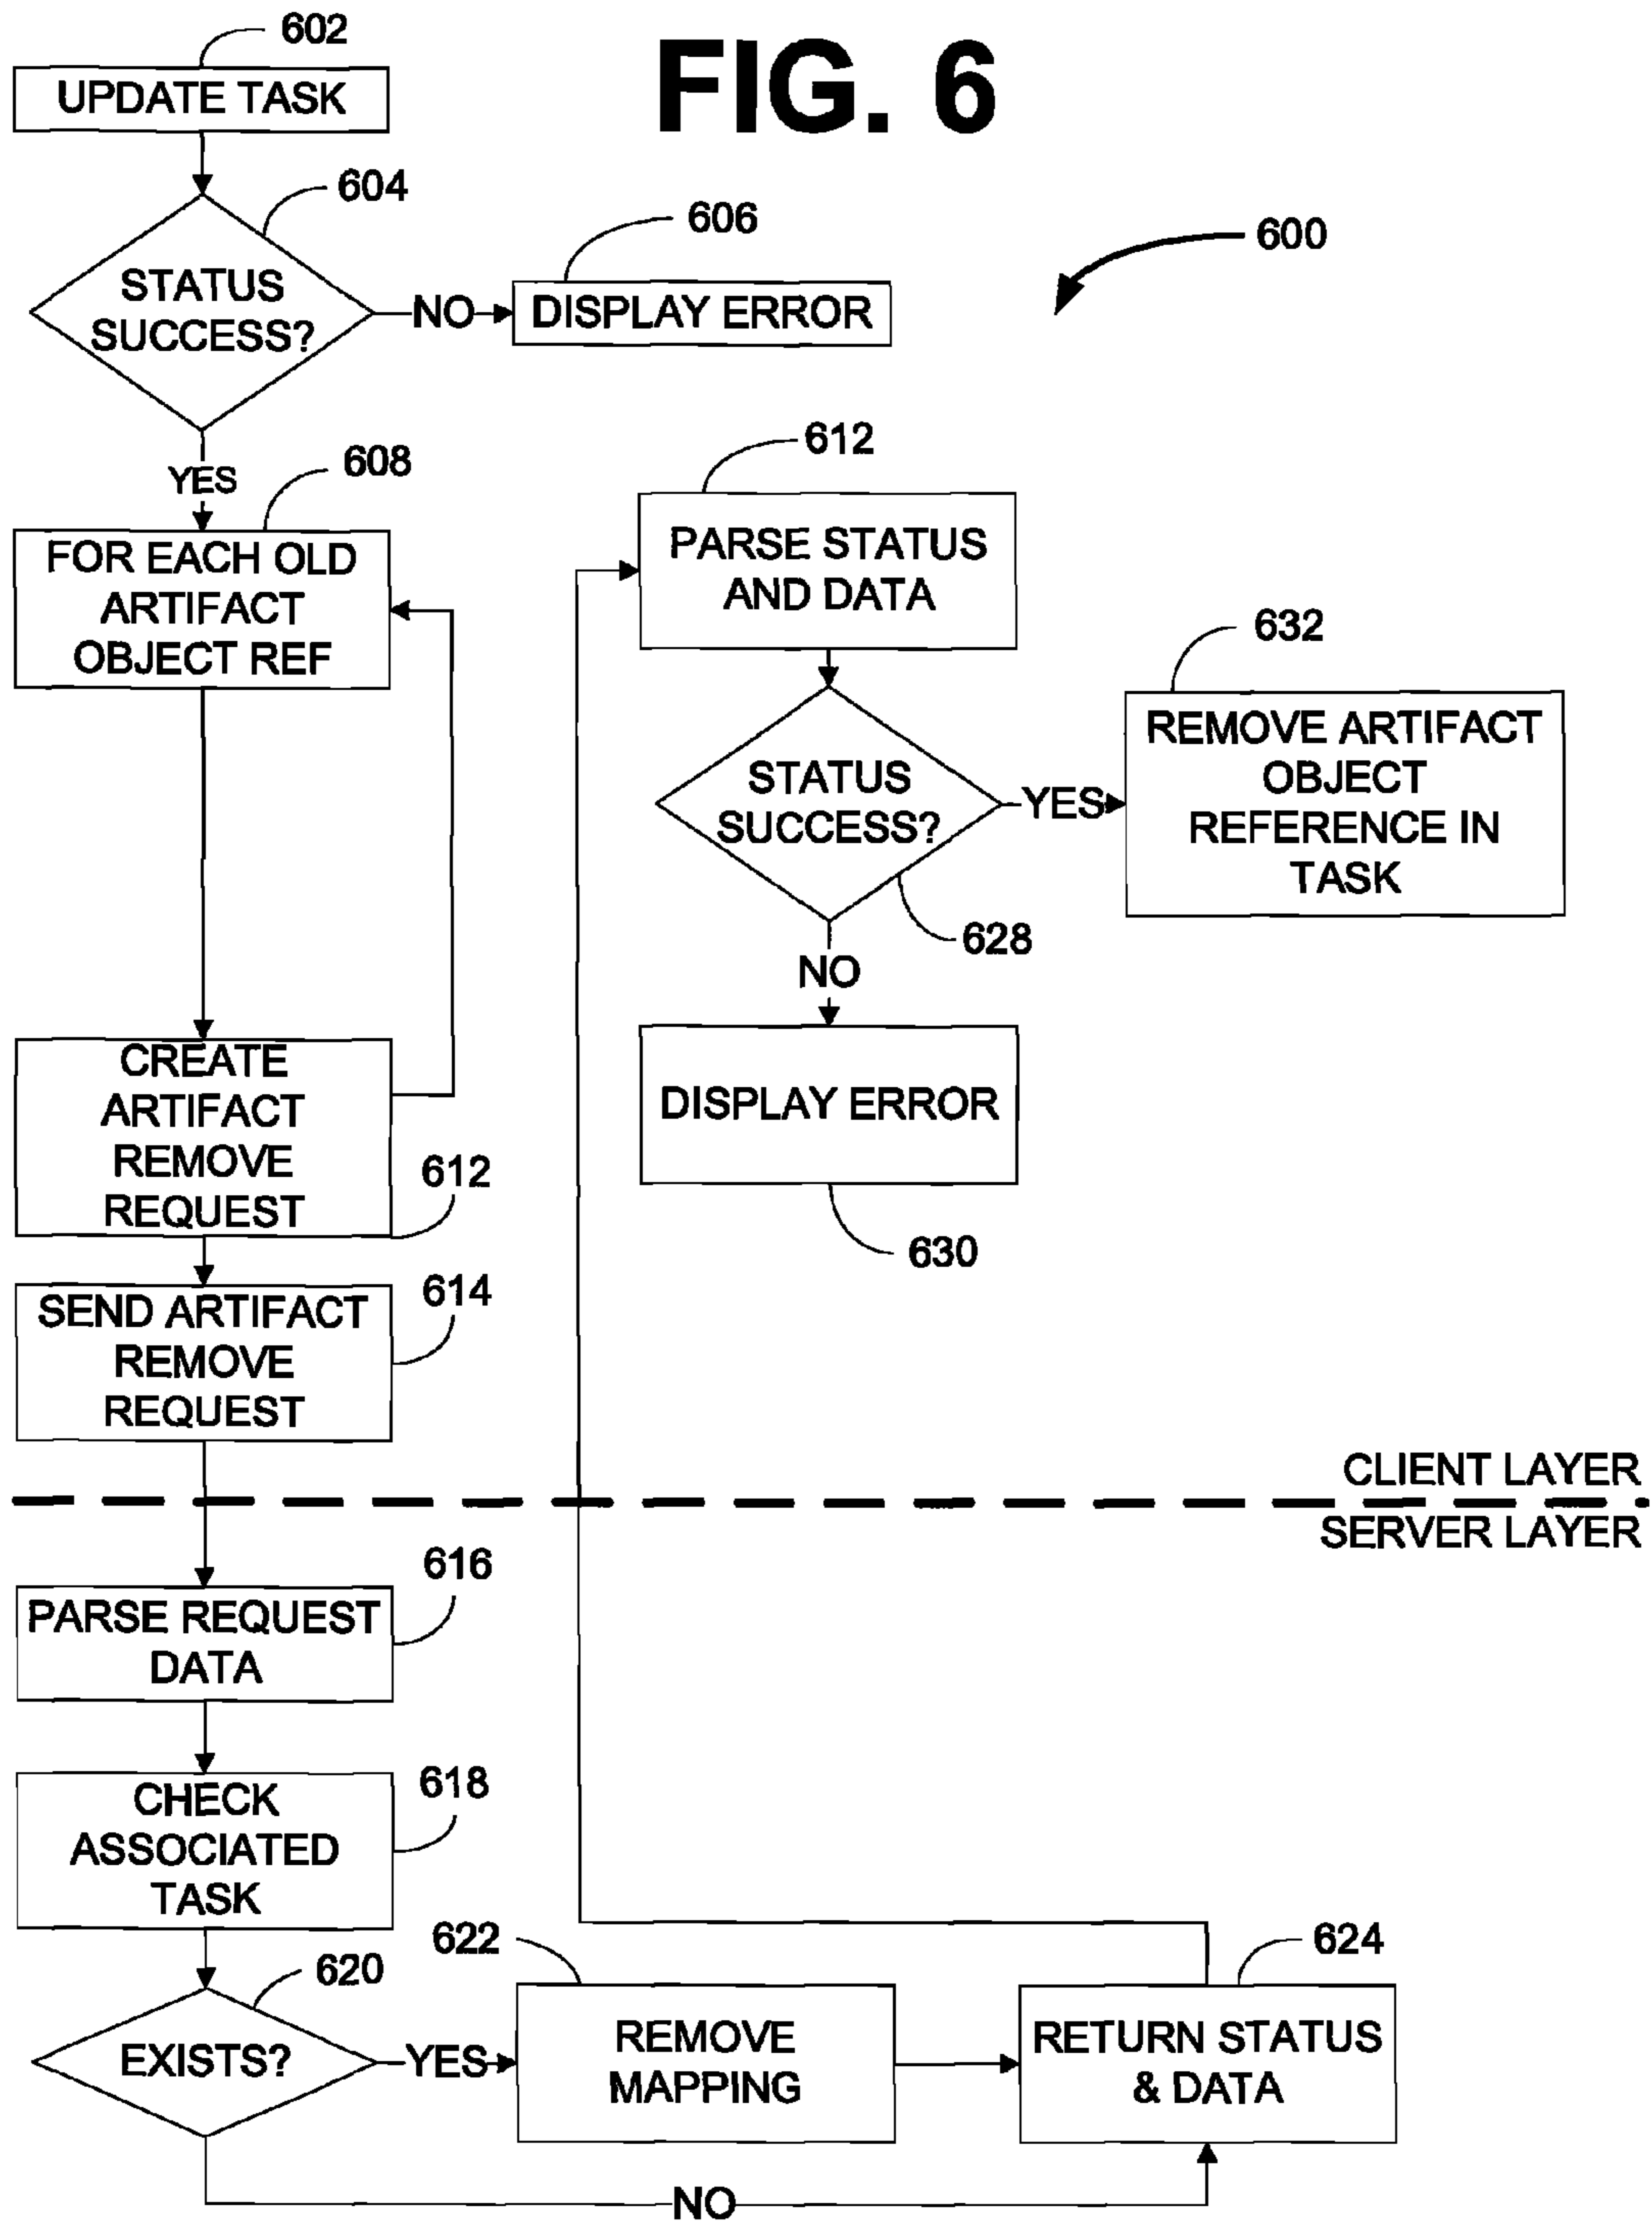 FIG. 6
602
UPDATE TASK
604
STATUS
SUCCESS?
NO
606
DISPLAY ERROR
600
YES
608
FOR EACH OLD
ARTIFACT
OBJECT REF
CREATE
ARTIFACT
REMOVE
REQUEST
612
SEND ARTIFACT
REMOVE
REQUEST
614
612
PARSE STATUS
AND DATA
STATUS
SUCCESS?
628
YES
632
REMOVE ARTIFACT
OBJECT
REFERENCE IN
TASK
NO
DISPLAY ERROR
630
CLIENT LAYER
SERVER LAYER
616
PARSE REQUEST
DATA
618
CHECK
ASSOCIATED
TASK
620
EXISTS?
YES
622
REMOVE
MAPPING
624
RETURN STATUS
& DATA
NO